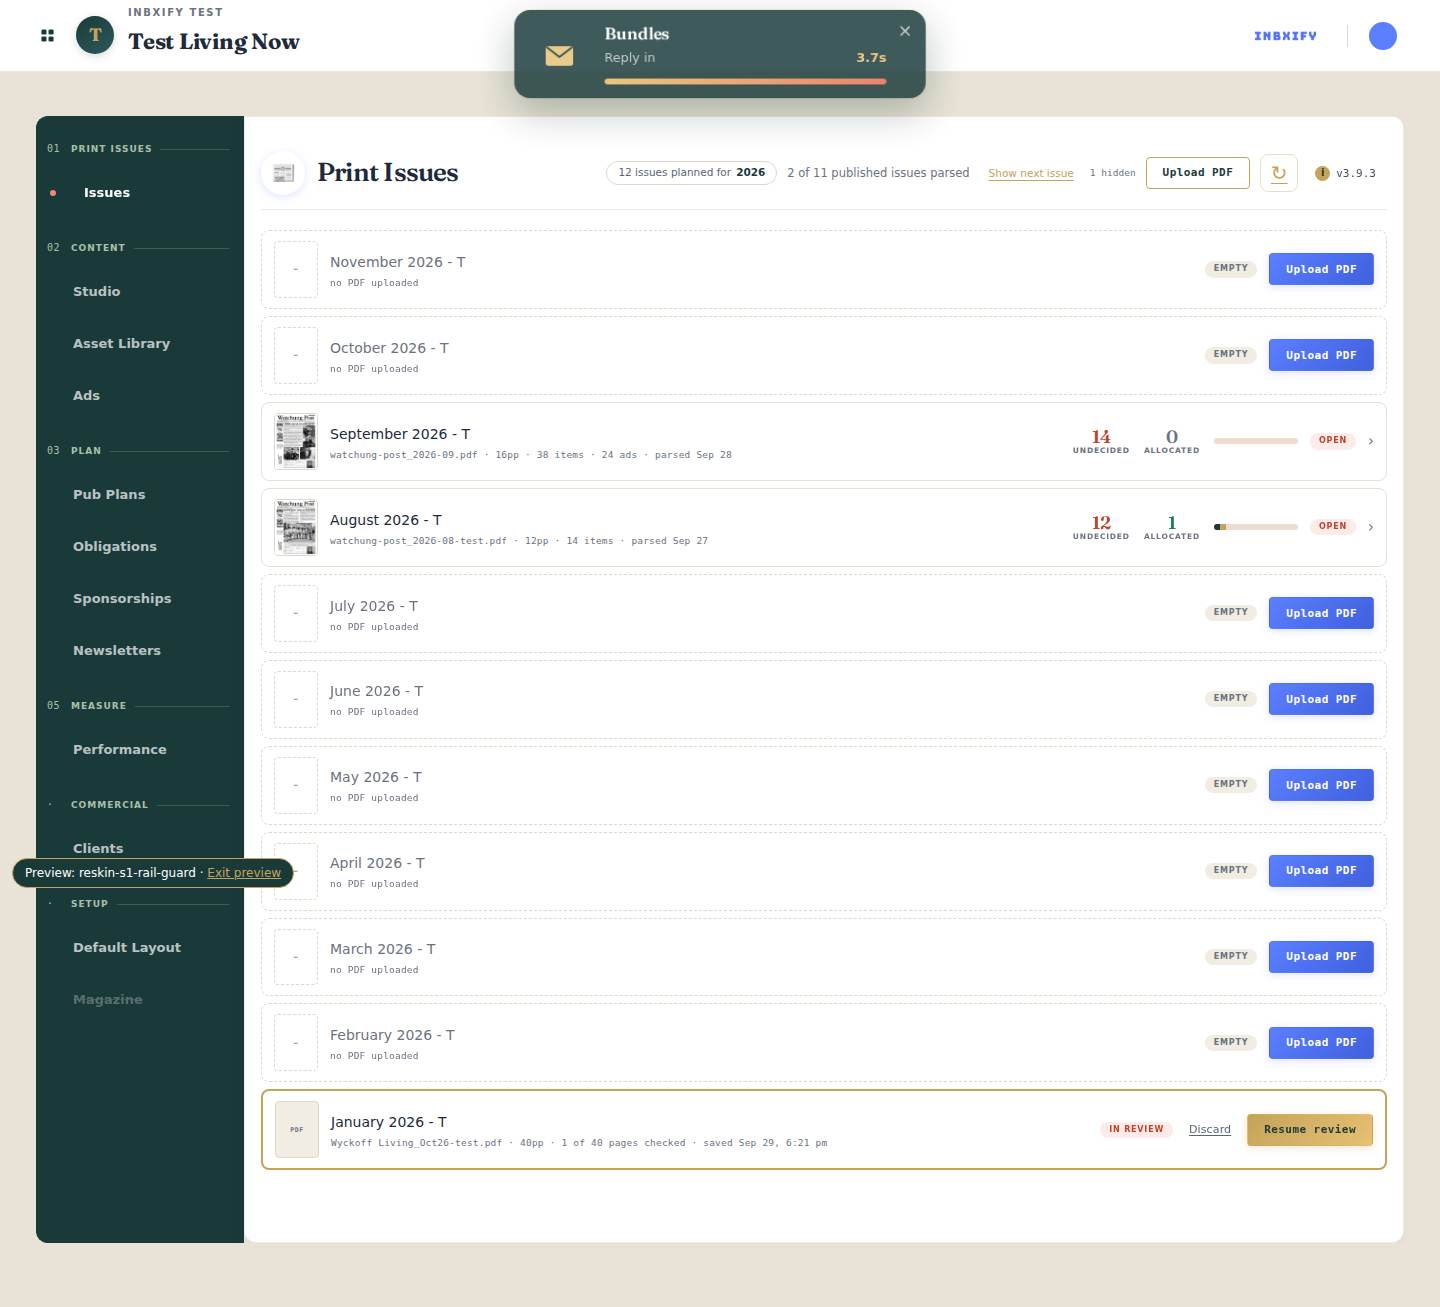 INBXIFY TEST
T
Test Living Now
Bundles
Reply in 3.7s
×
INBXIFY
01 PRINT ISSUES
Issues
02 CONTENT
Studio
Asset Library
Ads
03 PLAN
Pub Plans
Obligations
Sponsorships
Newsletters
05 MEASURE
Performance
· COMMERCIAL
Clients
Preview: reskin-s1-rail-guard · Exit preview
· SETUP
Default Layout
Magazine
Print Issues
12 issues planned for 2026
2 of 11 published issues parsed
Show next issue
1 hidden
Upload PDF
↻
i v3.9.3
-
November 2026 - T
no PDF uploaded
EMPTY
Upload PDF
-
October 2026 - T
no PDF uploaded
EMPTY
Upload PDF
Watchung Post
September 2026 - T
watchung-post_2026-09.pdf · 16pp · 38 items · 24 ads · parsed Sep 28
14 UNDECIDED
0 ALLOCATED
OPEN
›
Watchung Post
August 2026 - T
watchung-post_2026-08-test.pdf · 12pp · 14 items · parsed Sep 27
12 UNDECIDED
1 ALLOCATED
OPEN
›
-
July 2026 - T
no PDF uploaded
EMPTY
Upload PDF
-
June 2026 - T
no PDF uploaded
EMPTY
Upload PDF
-
May 2026 - T
no PDF uploaded
EMPTY
Upload PDF
-
April 2026 - T
no PDF uploaded
EMPTY
Upload PDF
-
March 2026 - T
no PDF uploaded
EMPTY
Upload PDF
-
February 2026 - T
no PDF uploaded
EMPTY
Upload PDF
PDF
January 2026 - T
Wyckoff Living_Oct26-test.pdf · 40pp · 1 of 40 pages checked · saved Sep 29, 6:21 pm
IN REVIEW
Discard
Resume review